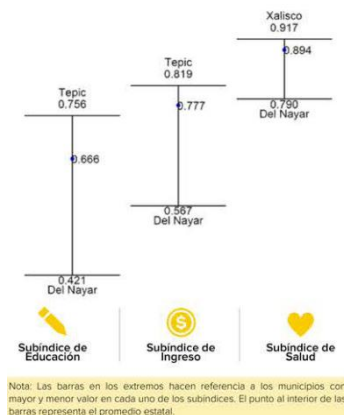 Xalisco
0.917
0.894
0.790
Del Nayar
Tepic
0.819
0.777
0.567
Del Nayar
Tepic
0.756
0.666
0.421
Del Nayar
Subíndice de
Educación
Subíndice de
Ingreso
Subíndice de
Salud
Nota: Las barras en los extremos hacen referencia a los municipios con
mayor y menor valor en cada uno de los subíndices. El punto al interior de las
barras representa el promedio estatal.